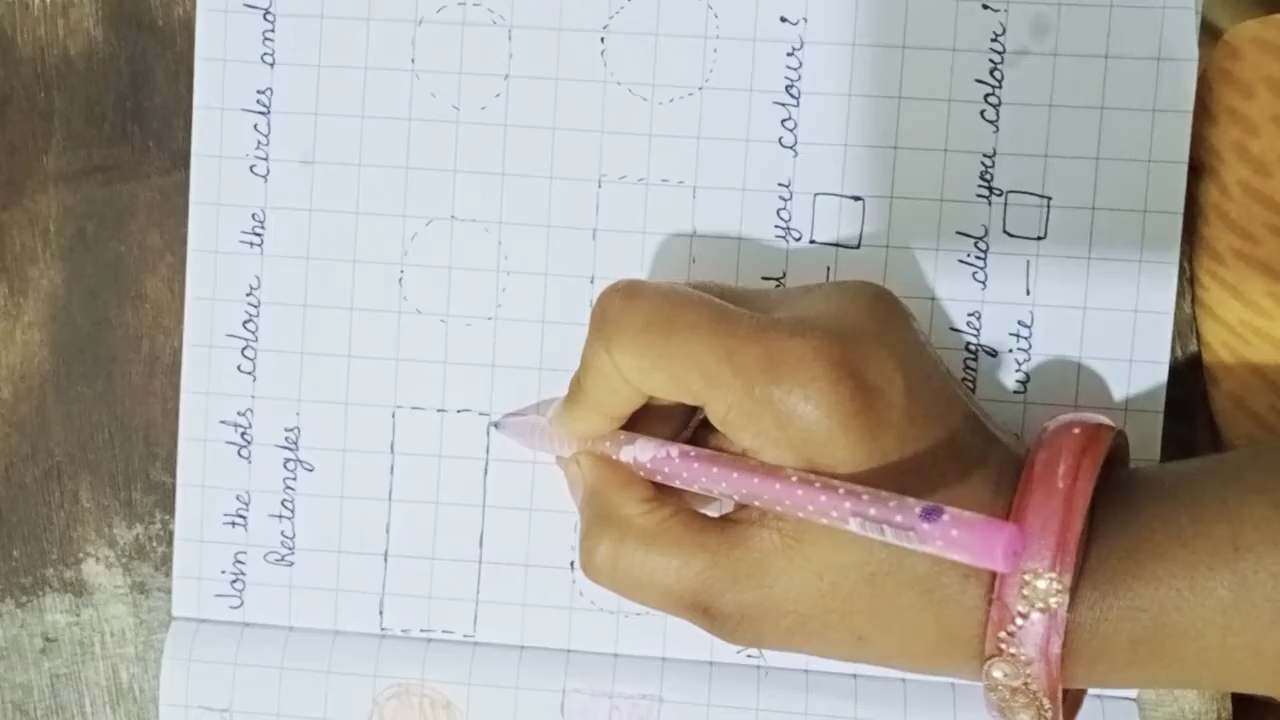 Join the dots. colour the circles and
Rectangles.
you colour?
angles did you colour?
write —